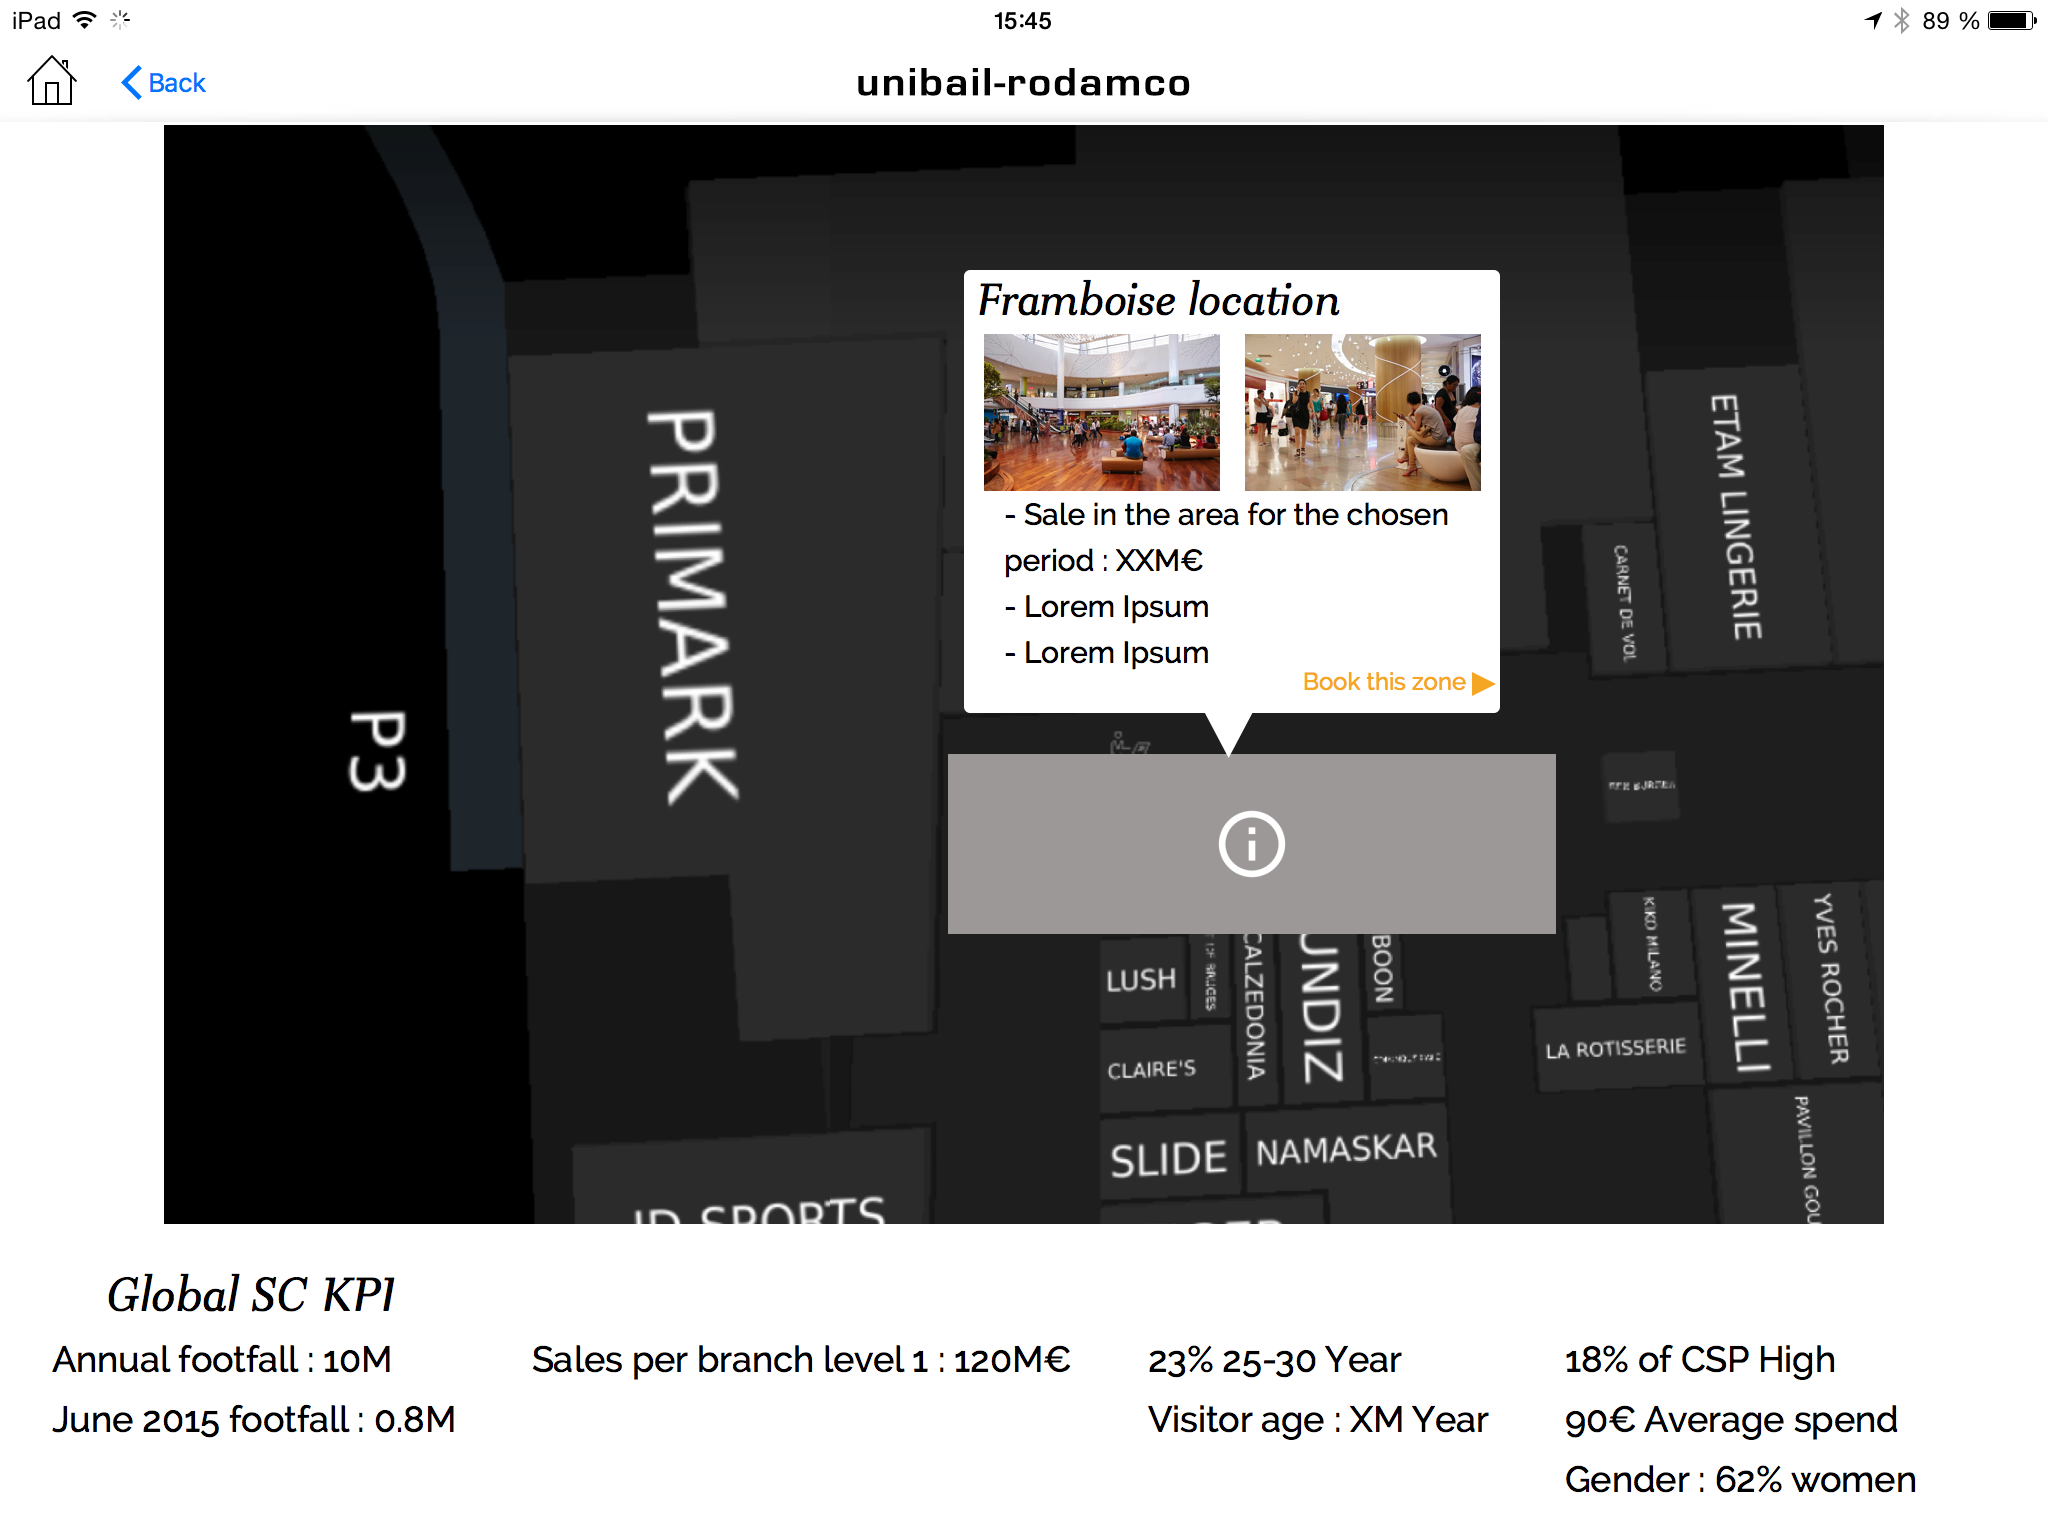 iPad
15:45
89 %
Back
unibail-rodamco
Framboise location
- Sale in the area for the chosen
period : XXM€
- Lorem Ipsum
- Lorem Ipsum
Book this zone
PRIMARK
P3
ETAM LINGERIE
CARNET DE VOL
KIKO MILANO
MINELLI
YVES ROCHER
LUSH
DE BRUGES
CALZEDONIA
UNDIZ
BOON
CLAIRE'S
LA ROTISSERIE
SLIDE
NAMASKAR
PAVILLON GOU
JD SPORTS
Global SC KPI
Annual footfall : 10M
Sales per branch level 1 : 120M€
23% 25-30 Year
18% of CSP High
June 2015 footfall : 0.8M
Visitor age : XM Year
90€ Average spend
Gender : 62% women